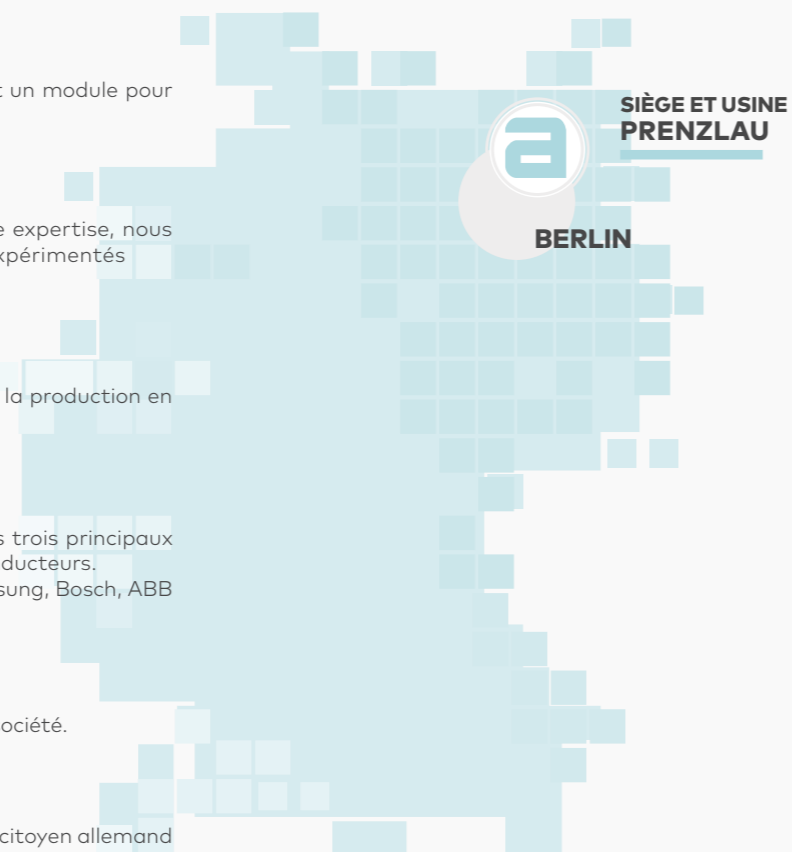 t un module pour
SIÈGE ET USINE
PRENZLAU
a
BERLIN
e expertise, nous
xpérimentés
la production en
s trois principaux
ducteurs.
sung, Bosch, ABB
ociété.
citoyen allemand